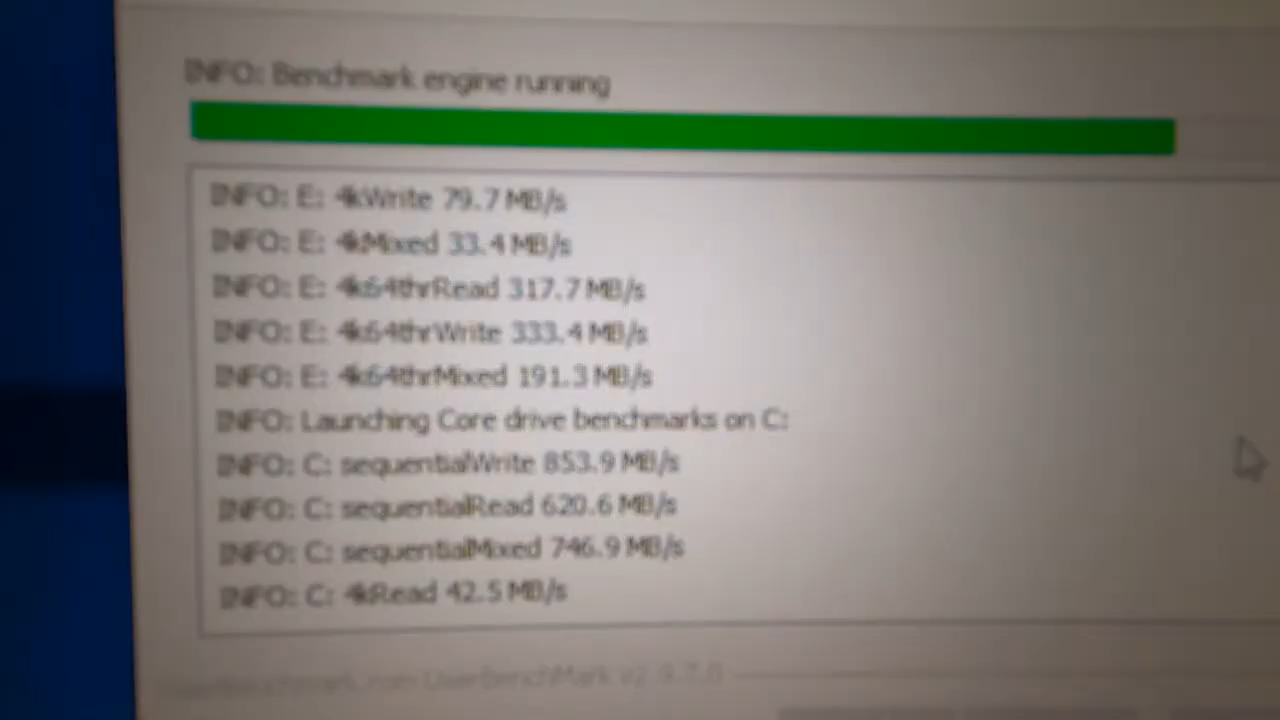 INFO: Benchmark engine running
INFO: E: 4kWrite 79.7 MB/s
INFO: E: 4kMixed 33.4 MB/s
INFO: E: 4k64thrRead 317.7 MB/s
INFO: E: 4k64thrWrite 333.4 MB/s
INFO: E: 4k64thrMixed 191.3 MB/s
INFO: Launching Core drive benchmarks on C:
INFO: C: sequentialWrite 853.9 MB/s
INFO: C: sequentialRead 620.6 MB/s
INFO: C: sequentialMixed 746.9 MB/s
INFO: C: 4kRead 42.5 MB/s
UserBenchMark